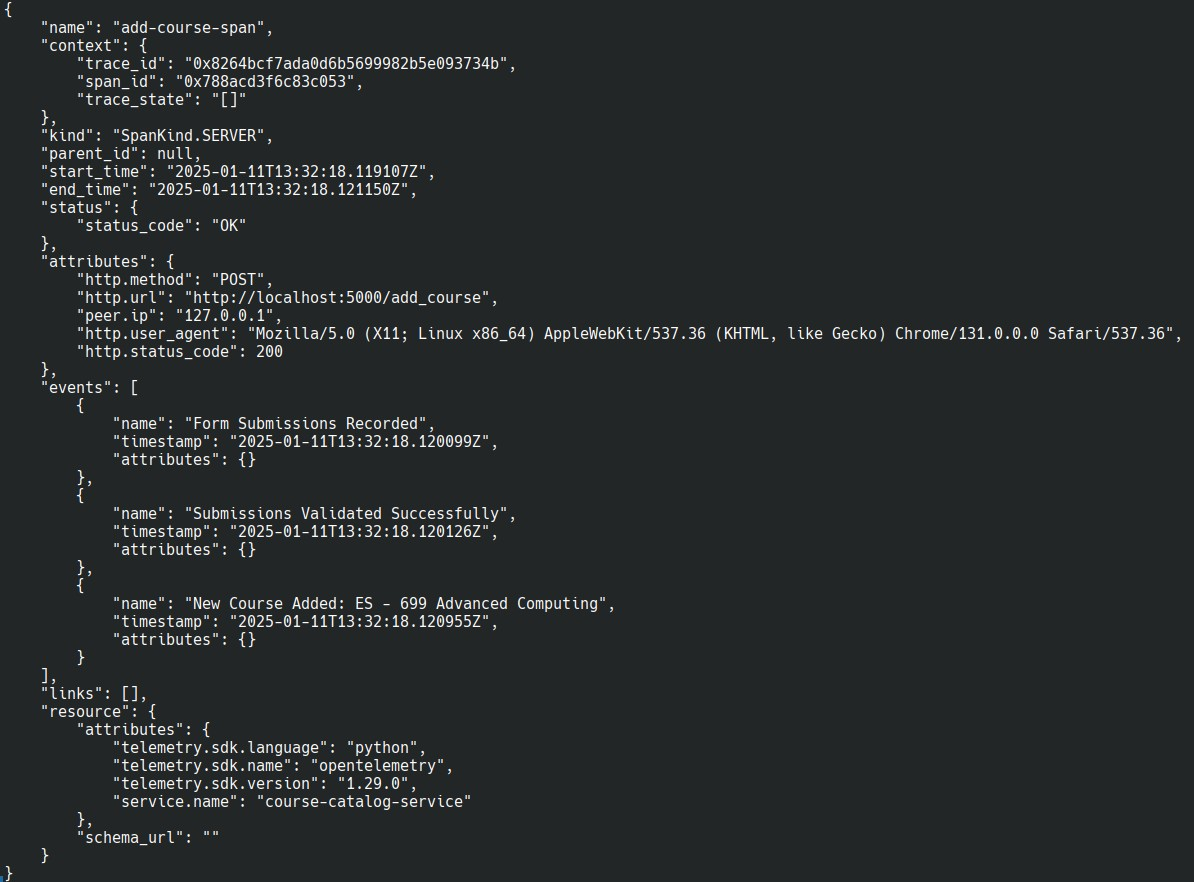 {
    "name": "add-course-span",
    "context": {
        "trace_id": "0x8264bcf7ada0d6b5699982b5e093734b",
        "span_id": "0x788acd3f6c83c053",
        "trace_state": "[]"
    },
    "kind": "SpanKind.SERVER",
    "parent_id": null,
    "start_time": "2025-01-11T13:32:18.119107Z",
    "end_time": "2025-01-11T13:32:18.121150Z",
    "status": {
        "status_code": "OK"
    },
    "attributes": {
        "http.method": "POST",
        "http.url": "http://localhost:5000/add_course",
        "peer.ip": "127.0.0.1",
        "http.user_agent": "Mozilla/5.0 (X11; Linux x86_64) AppleWebKit/537.36 (KHTML, like Gecko) Chrome/131.0.0.0 Safari/537.36",
        "http.status_code": 200
    },
    "events": [
        {
            "name": "Form Submissions Recorded",
            "timestamp": "2025-01-11T13:32:18.120099Z",
            "attributes": {}
        },
        {
            "name": "Submissions Validated Successfully",
            "timestamp": "2025-01-11T13:32:18.120126Z",
            "attributes": {}
        },
        {
            "name": "New Course Added: ES - 699 Advanced Computing",
            "timestamp": "2025-01-11T13:32:18.120955Z",
            "attributes": {}
        }
    ],
    "links": [],
    "resource": {
        "attributes": {
            "telemetry.sdk.language": "python",
            "telemetry.sdk.name": "opentelemetry",
            "telemetry.sdk.version": "1.29.0",
            "service.name": "course-catalog-service"
        },
        "schema_url": ""
    }
}